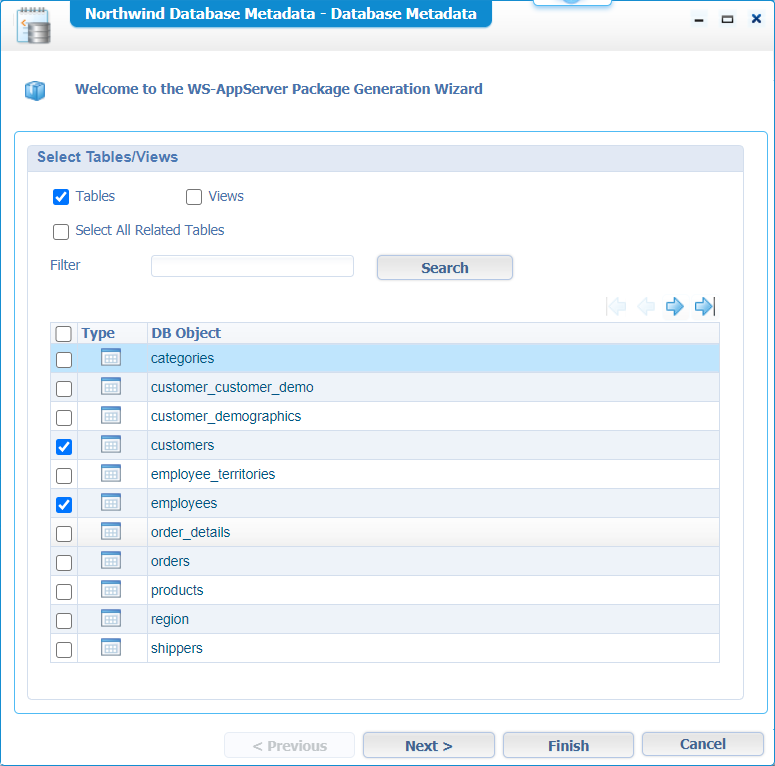 Northwind Database Metadata - Database Metadata
Welcome to the WS-AppServer Package Generation Wizard
Select Tables/Views
Tables Views
Select All Related Tables
Filter Search
Type DB Object
categories
customer_customer_demo
customer_demographics
customers
employee_territories
employees
order_details
orders
products
region
shippers
< Previous Next > Finish Cancel